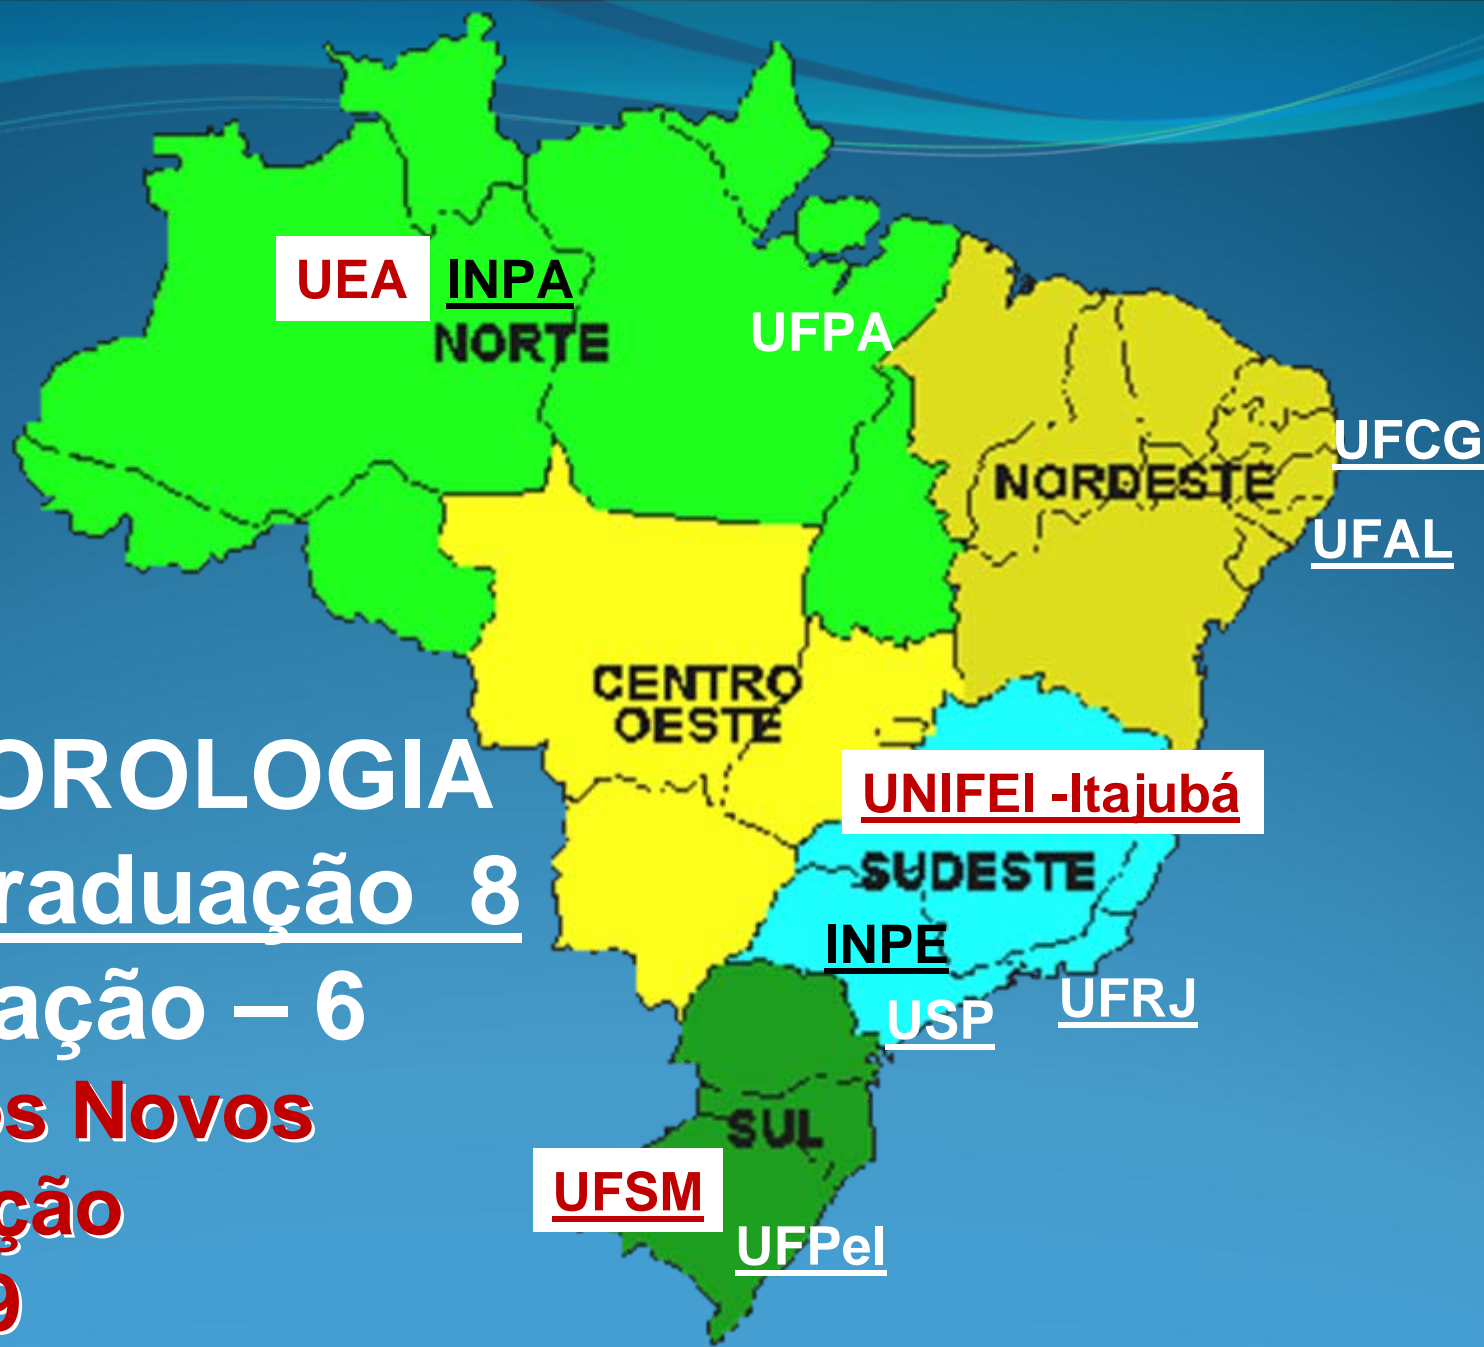 UEA INPA
NORTE
UFPA
UFCG
NORDESTE
UFAL
CENTRO
OESTE
OROLOGIA
UNIFEI -Itajubá
raduação 8
SUDESTE
INPE
ação – 6
USP UFRJ
os Novos
SUL
UFSM
ção
UFPel
9